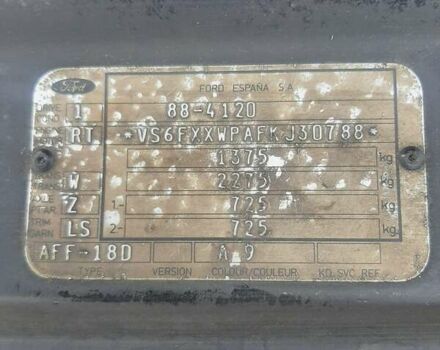 Ford
FORD ESPAÑA S.A.
1 88-4120
RT *VS6FXXWPAFKJ30788*
1375 kg
W 2275 kg
Z 1- 725 kg
LS 2- 725 kg
AFF-18D A 9
TYPE VERSION COLOUR/COULEUR KD. SVC REF.